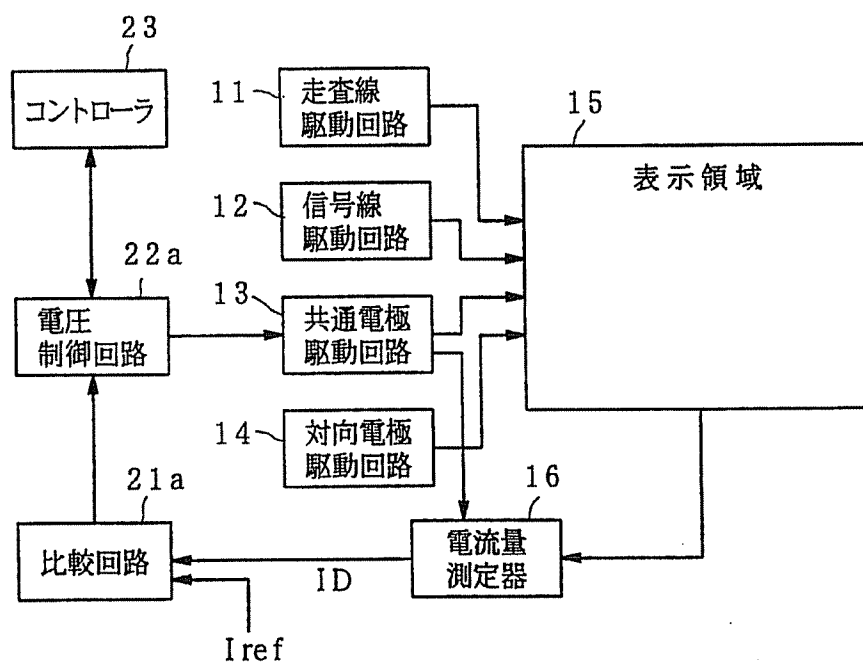 23
コントローラ
11
走査線
駆動回路
15
表示領域
12
信号線
駆動回路
22a
電圧
制御回路
13
共通電極
駆動回路
14
対向電極
駆動回路
21a
比較回路
16
電流量
測定器
ID
Iref